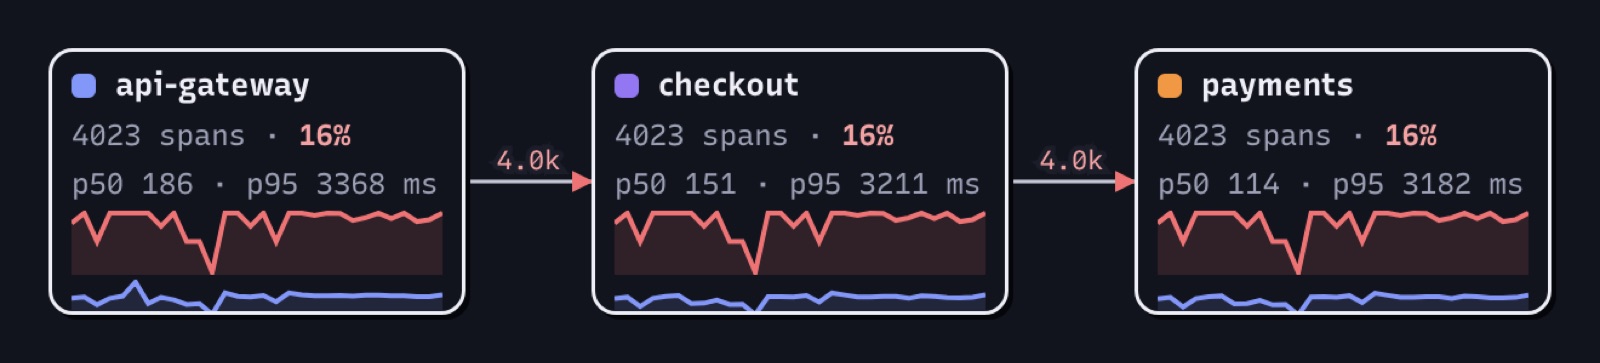 api-gateway
4023 spans · 16%
p50 186 · p95 3368 ms
4.0k
checkout
4023 spans · 16%
p50 151 · p95 3211 ms
4.0k
payments
4023 spans · 16%
p50 114 · p95 3182 ms